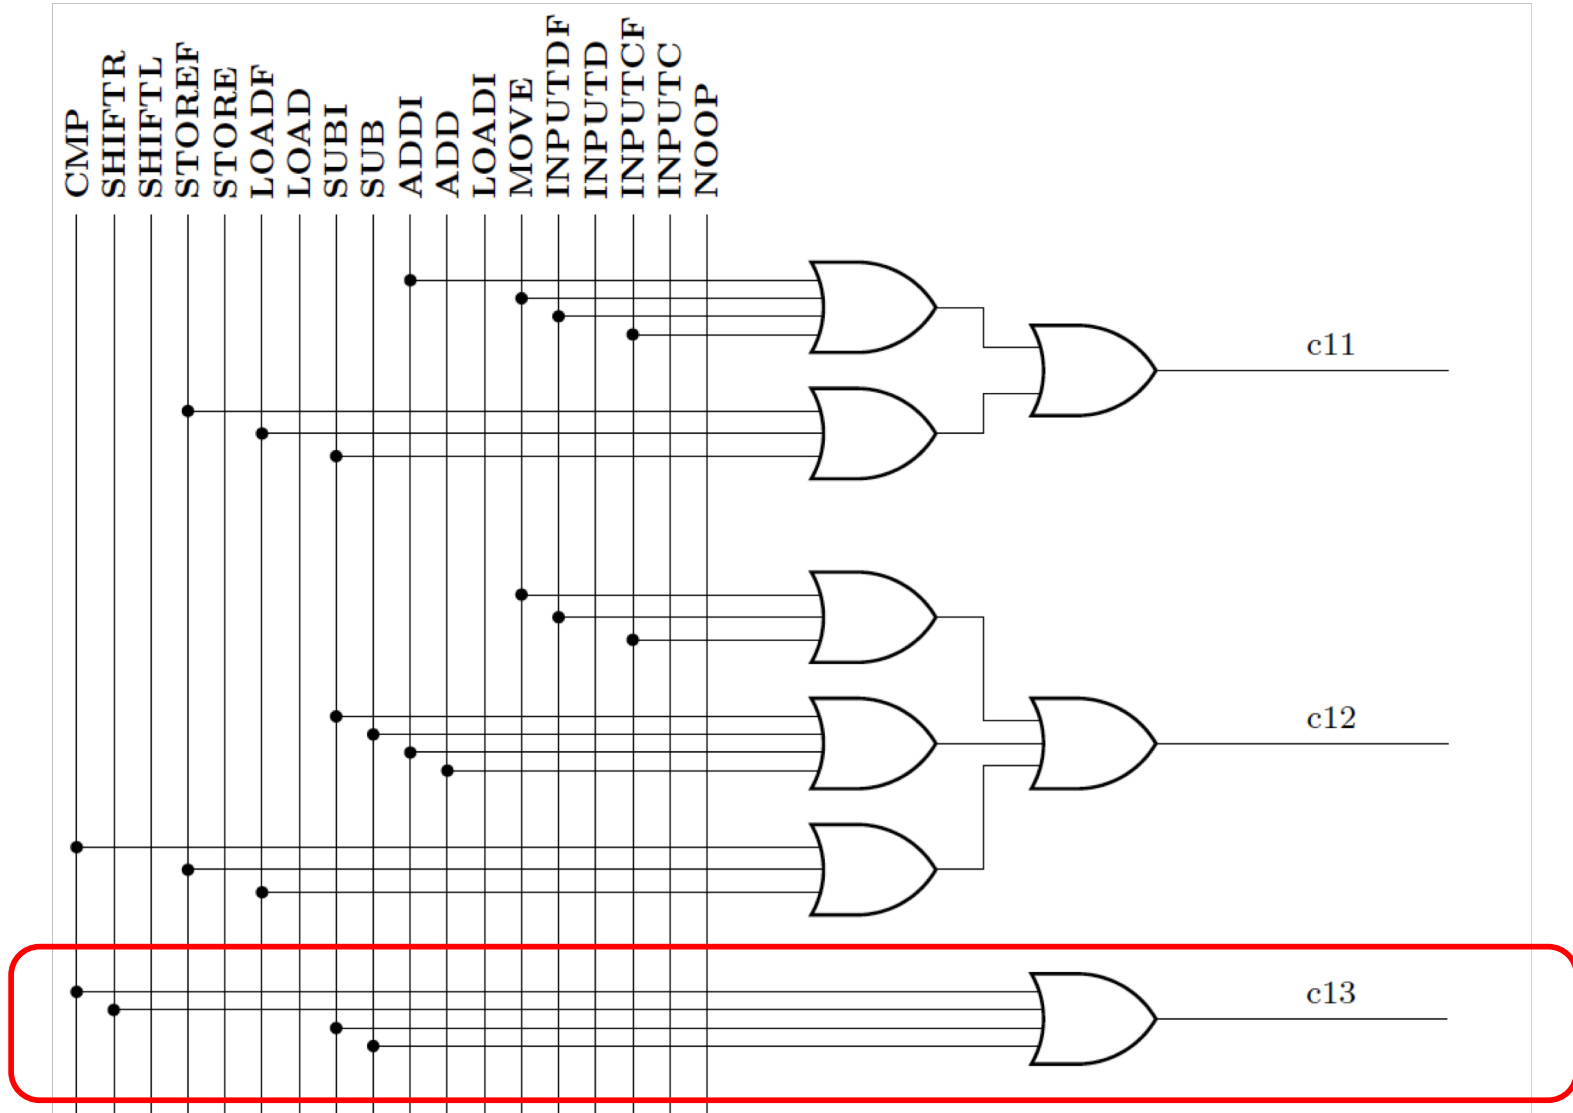 CMP
SHIFTR
SHIFTL
STOREF
STORE
LOADF
LOAD
SUBI
SUB
ADDI
ADD
LOADI
MOVE
INPUTDF
INPUTD
INPUTCF
INPUTC
NOOP
c11
c12
c13